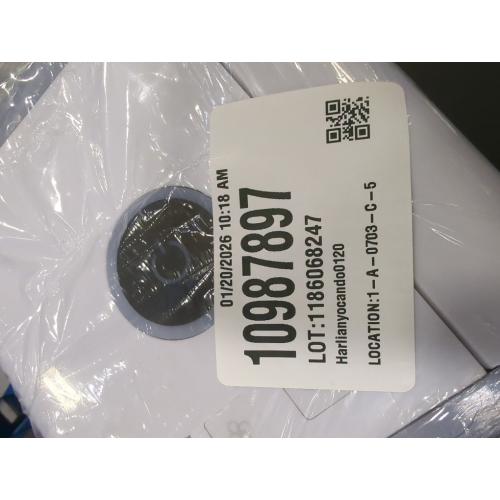 01/20/2026 10:18 AM
10987897
LOT:1186068247
Harlianyocando0120
LOCATION:1-A-0703-C-5